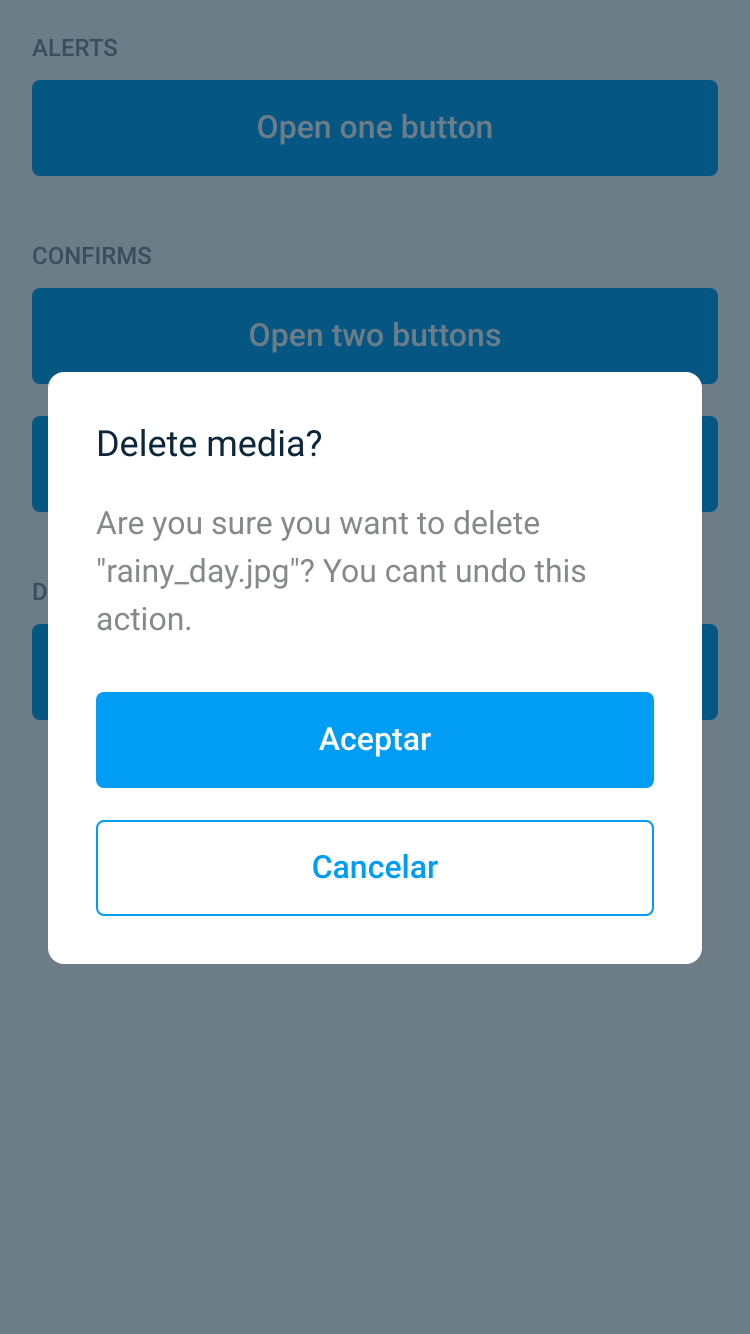 ALERTS
Open one button
CONFIRMS
Open two buttons
Delete media?
Are you sure you want to delete
"rainy_day.jpg"? You cant undo this
action.
D
Aceptar
Cancelar